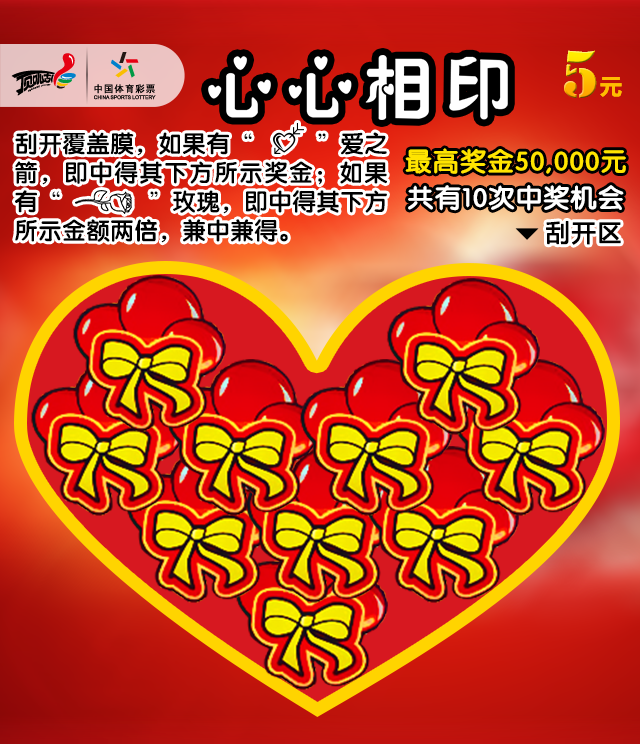 顶呱刮
中国体育彩票
CHINA SPORTS LOTTERY
心心相印
5元
刮开覆盖膜，如果有“ ”爱之
箭，即中得其下方所示奖金；如果
有“ ”玫瑰，即中得其下方
所示金额两倍，兼中兼得。
最高奖金50,000元
共有10次中奖机会
刮开区